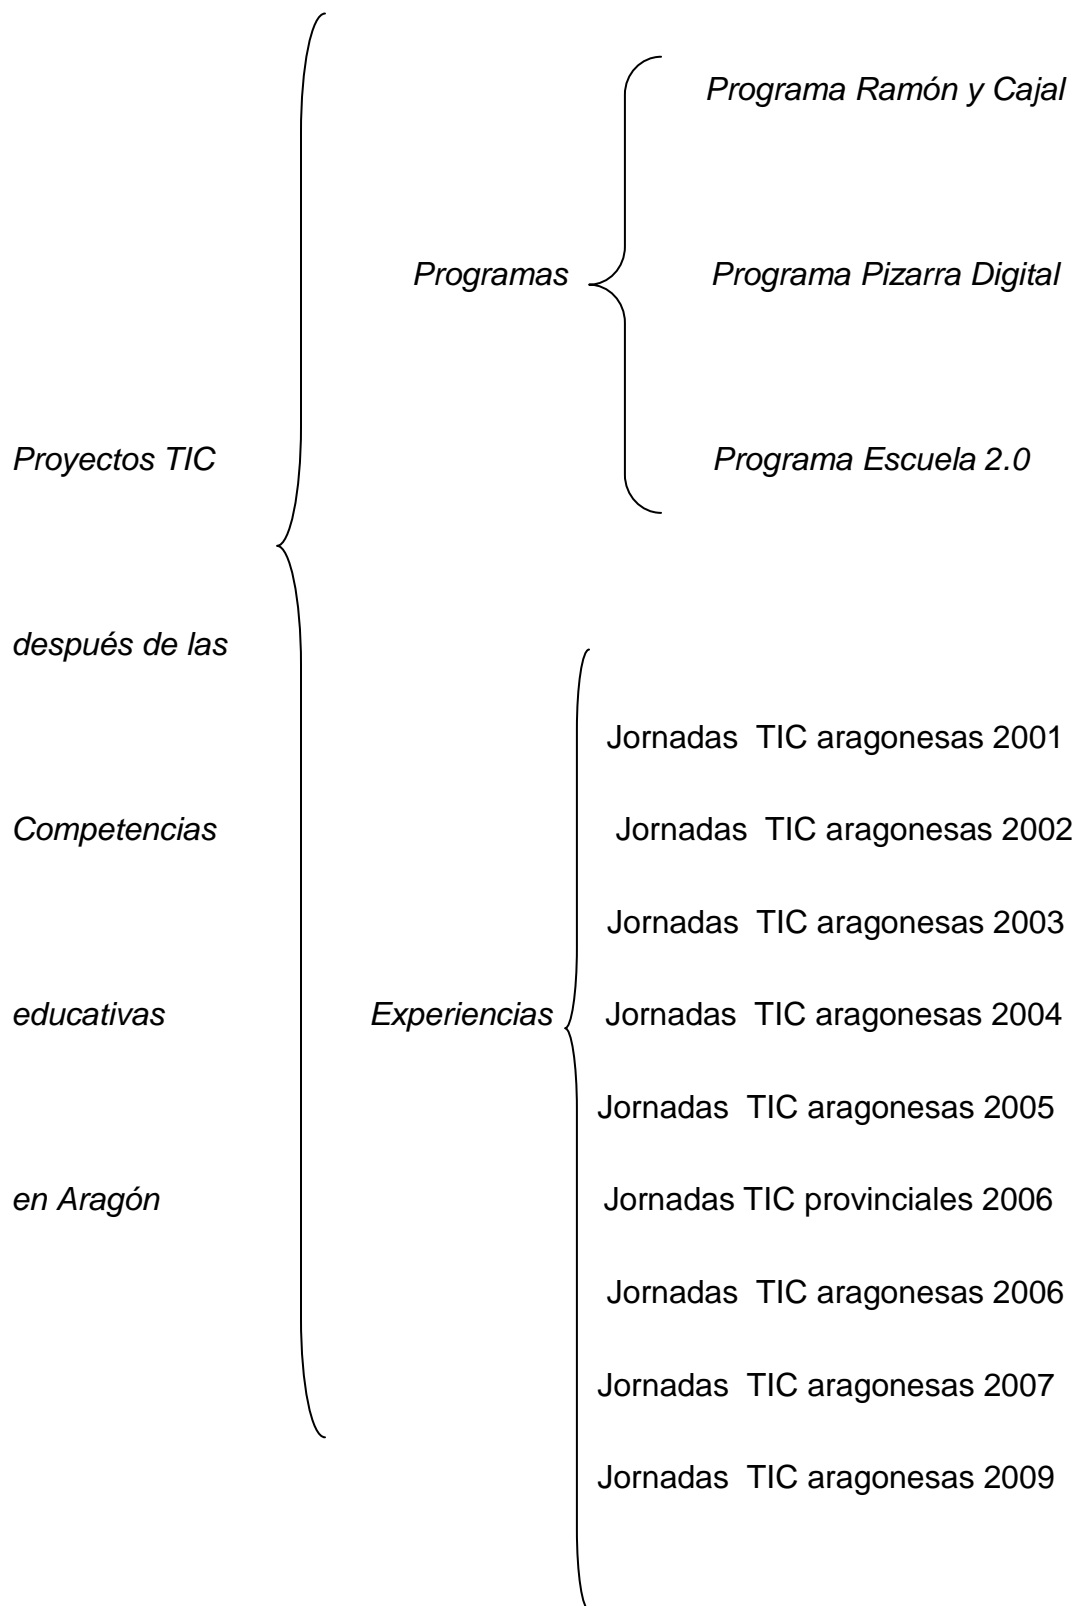 Proyectos TIC
después de las
Competencias
educativas
en Aragón
Programas
Programa Ramón y Cajal
Programa Pizarra Digital
Programa Escuela 2.0
Experiencias
Jornadas  TIC aragonesas 2001
Jornadas  TIC aragonesas 2002
Jornadas  TIC aragonesas 2003
Jornadas  TIC aragonesas 2004
Jornadas  TIC aragonesas 2005
Jornadas TIC provinciales 2006
Jornadas  TIC aragonesas 2006
Jornadas  TIC aragonesas 2007
Jornadas  TIC aragonesas 2009